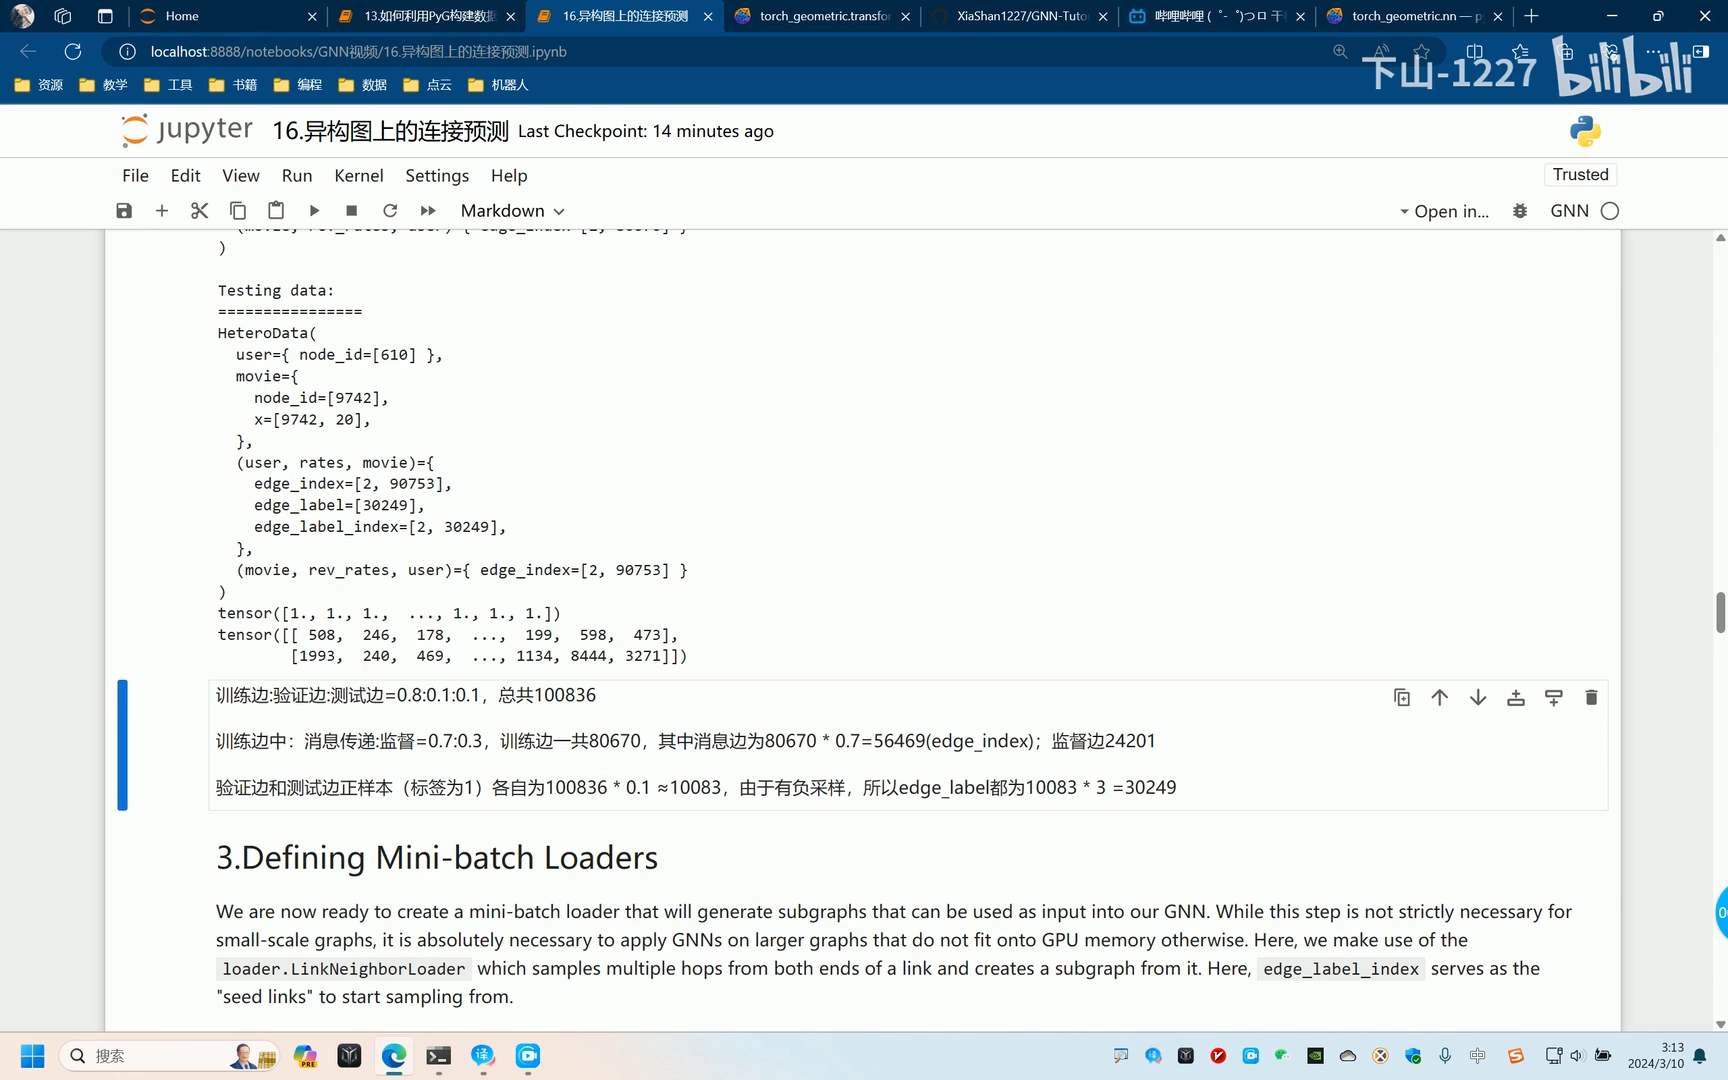 Home
13.如何利用PyG构建数据
16.异构图上的连接预测
torch_geometric.transfor
XiaShan1227/GNN-Tuto
哔哩哔哩 (゜-゜)つロ 干
torch_geometric.nn — p
localhost:8888/notebooks/GNN视频/16.异构图上的连接预测.ipynb
下山-1227 bilibili
资源 教学 工具 书籍 编程 数据 点云 机器人
jupyter 16.异构图上的连接预测 Last Checkpoint: 14 minutes ago
File Edit View Run Kernel Settings Help
Trusted
Markdown
Open in...
GNN
)
Testing data:
================
HeteroData(
user={ node_id=[610] },
movie={
node_id=[9742],
x=[9742, 20],
},
(user, rates, movie)={
edge_index=[2, 90753],
edge_label=[30249],
edge_label_index=[2, 30249],
},
(movie, rev_rates, user)={ edge_index=[2, 90753] }
)
tensor([1., 1., 1., ..., 1., 1., 1.])
tensor([[ 508, 246, 178, ..., 199, 598, 473],
[1993, 240, 469, ..., 1134, 8444, 3271]])
训练边:验证边:测试边=0.8:0.1:0.1，总共100836
训练边中：消息传递:监督=0.7:0.3，训练边一共80670，其中消息边为80670 * 0.7=56469(edge_index)；监督边24201
验证边和测试边正样本（标签为1）各自为100836 * 0.1 ≈10083，由于有负采样，所以edge_label都为10083 * 3 =30249
3.Defining Mini-batch Loaders
We are now ready to create a mini-batch loader that will generate subgraphs that can be used as input into our GNN. While this step is not strictly necessary for
small-scale graphs, it is absolutely necessary to apply GNNs on larger graphs that do not fit onto GPU memory otherwise. Here, we make use of the
loader.LinkNeighborLoader which samples multiple hops from both ends of a link and creates a subgraph from it. Here, edge_label_index serves as the
"seed links" to start sampling from.
搜索
中
3:13
2024/3/10